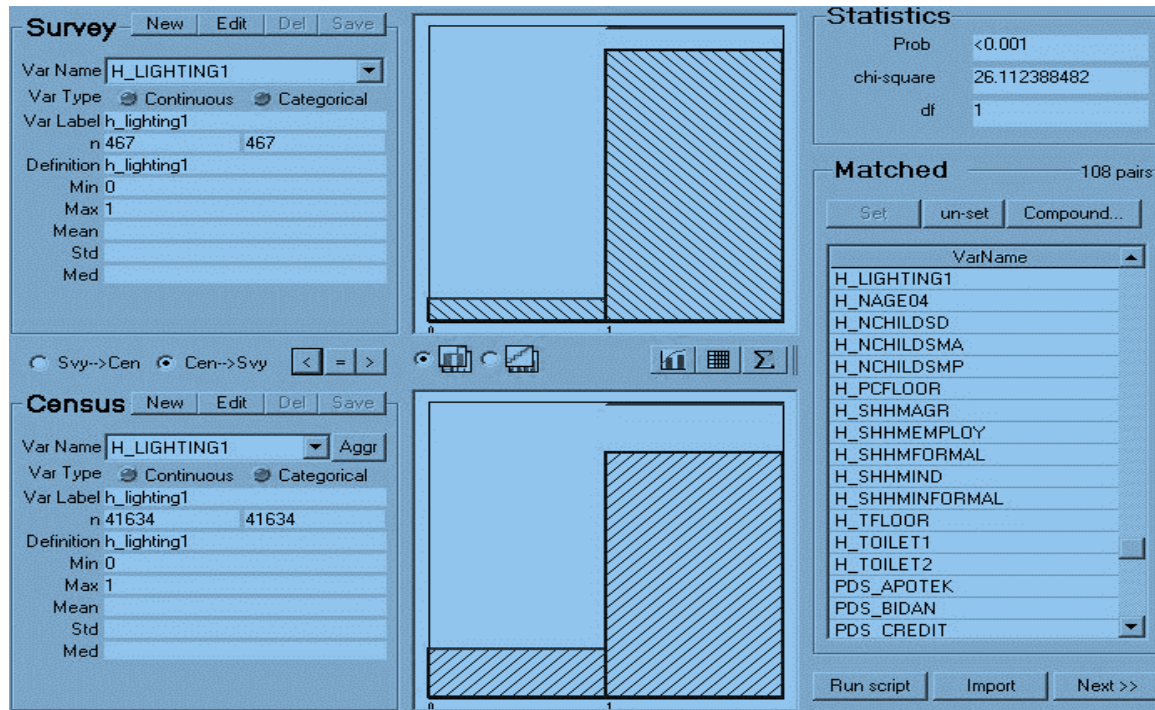 Survey New Edit Del Save
Var Name H_LIGHTING1
Var Type Continuous Categorical
Var Label h_lighting1
n 467 467
Definition h_lighting1
Min 0
Max 1
Mean
Std
Med
0 1
Statistics
Prob <0.001
chi-square 26.112388482
df 1
Svy-->Cen Cen-->Svy < = > Σ
Census New Edit Del Save
Var Name H_LIGHTING1 Aggr
Var Type Continuous Categorical
Var Label h_lighting1
n 41634 41634
Definition h_lighting1
Min 0
Max 1
Mean
Std
Med
0 1
Matched 108 pairs
Set un-set Compound...
VarName
H_LIGHTING1
H_NAGE04
H_NCHILDSD
H_NCHILDSMA
H_NCHILDSMP
H_PCFLOOR
H_SHHMAGR
H_SHHMEMPLOY
H_SHHMFORMAL
H_SHHMIND
H_SHHMINFORMAL
H_TFLOOR
H_TOILET1
H_TOILET2
PDS_APOTEK
PDS_BIDAN
PDS_CREDIT
Run script Import Next >>